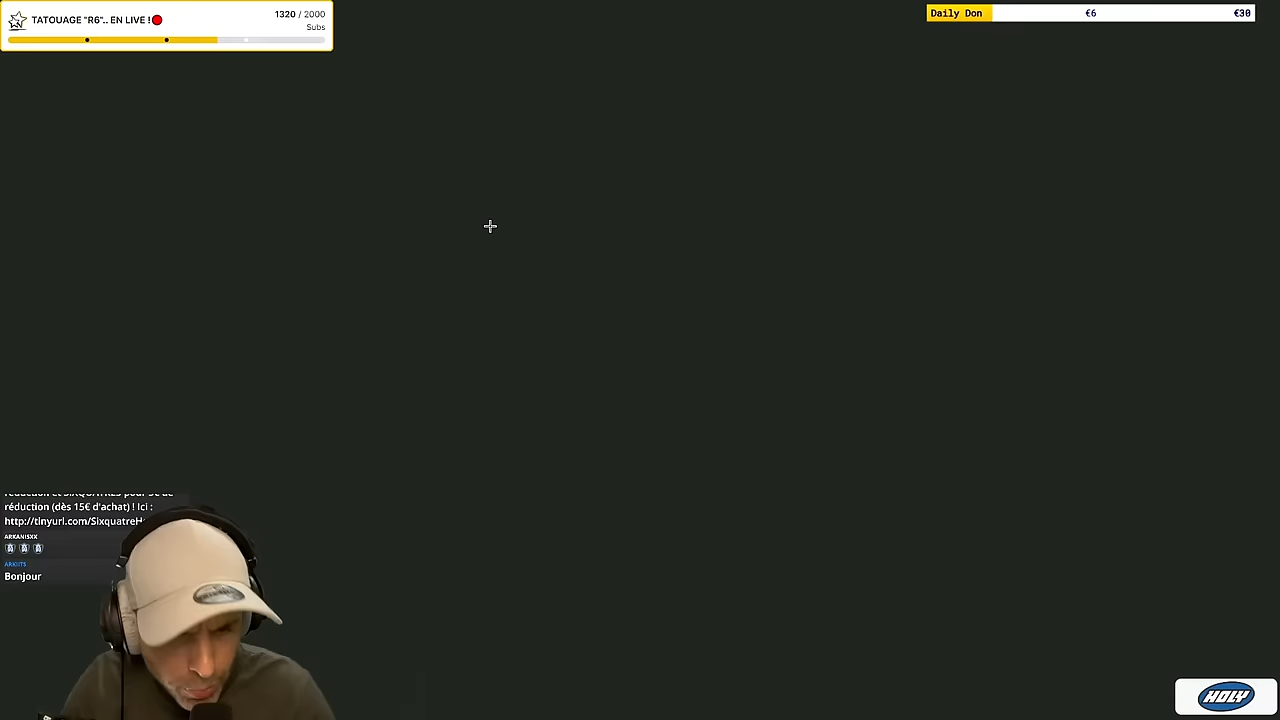 TATOUAGE "R6".. EN LIVE !
1320 / 2000
Subs
Daily Don €6 €30
réduction (dès 15€ d'achat) ! Ici :
http://tinyurl.com/SixquatreH
ARKANISXX
ARKIITS
Bonjour
HOLY